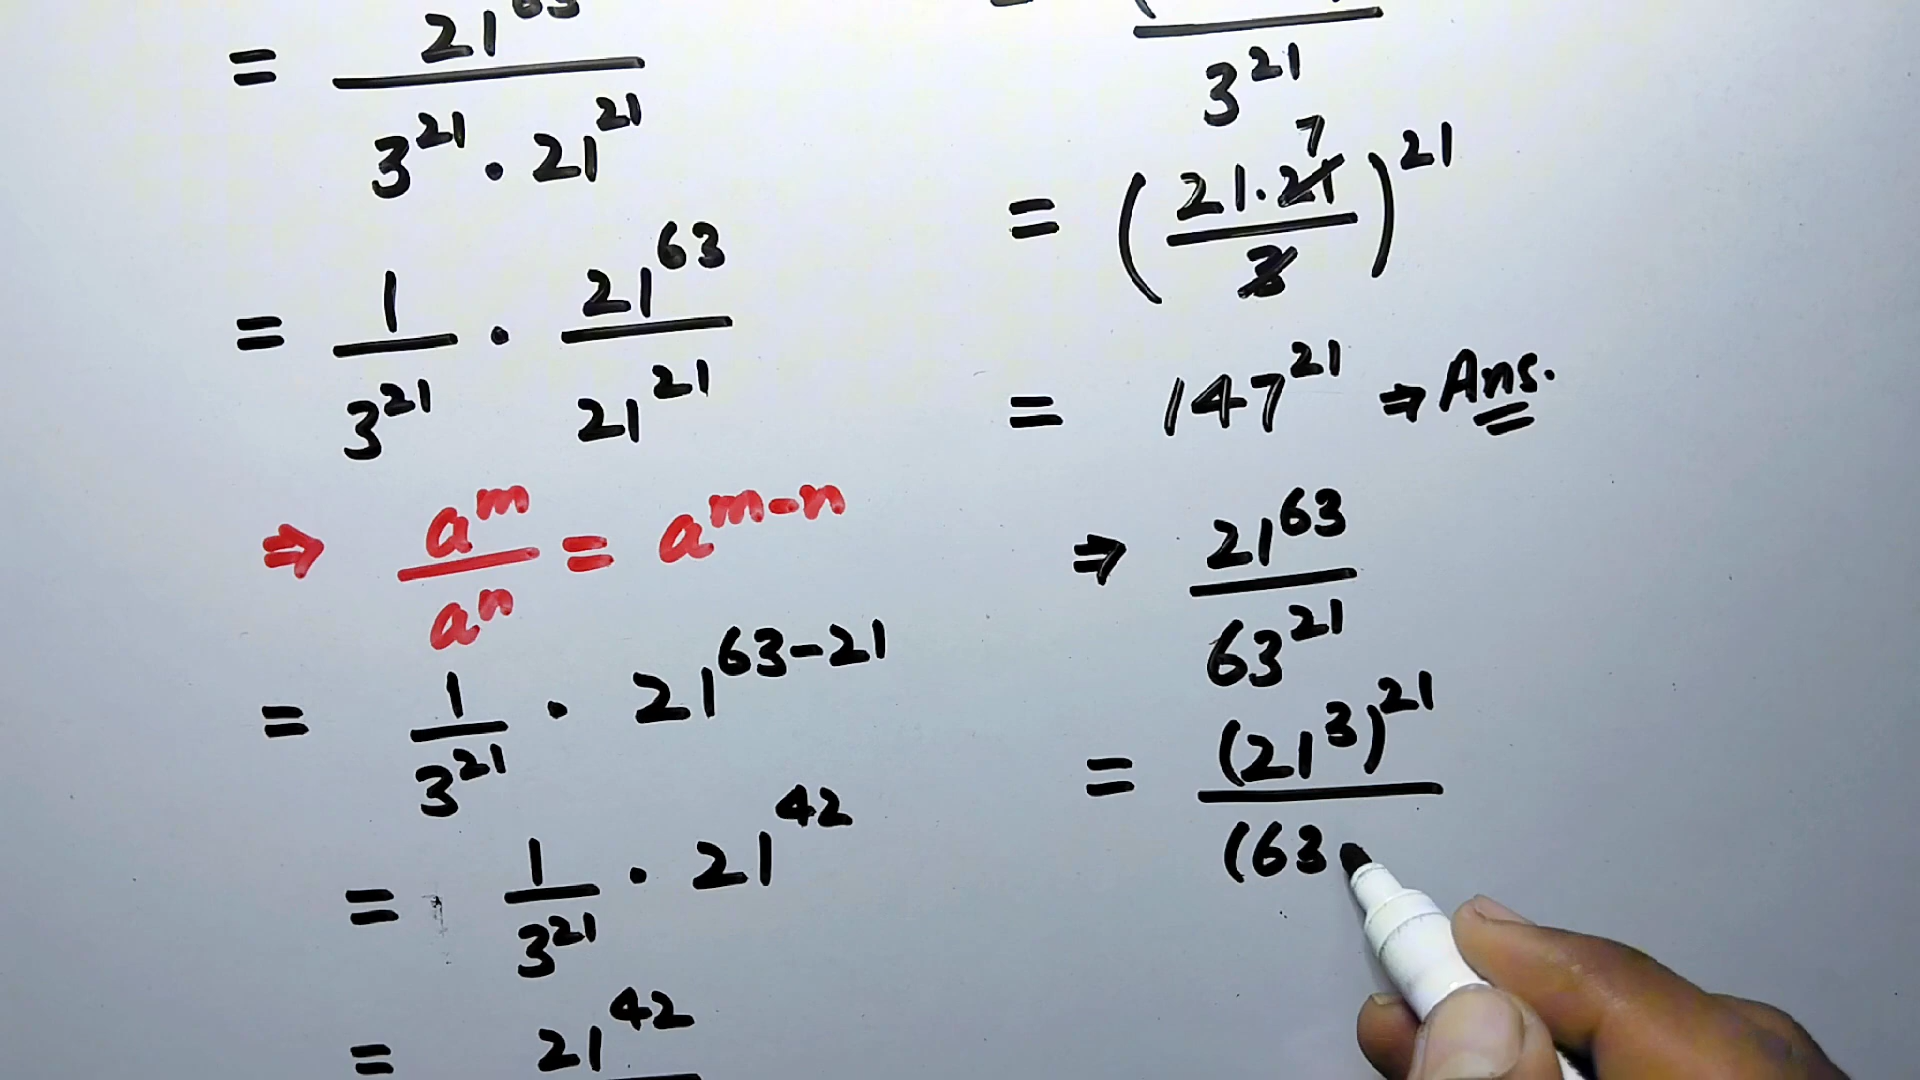 = 21^63 / 3^21 · 21^21
= 1/3^21 · 21^63/21^21
⇒ a^m/a^n = a^m-n
= 1/3^21 · 21^63-21
= 1/3^21 · 21^42
= 21^42
3^21
= (21·21/3)^21 7
= 147^21 ⇒ Ans.
⇒ 21^63/63^21
= (21^3)^21 / (63